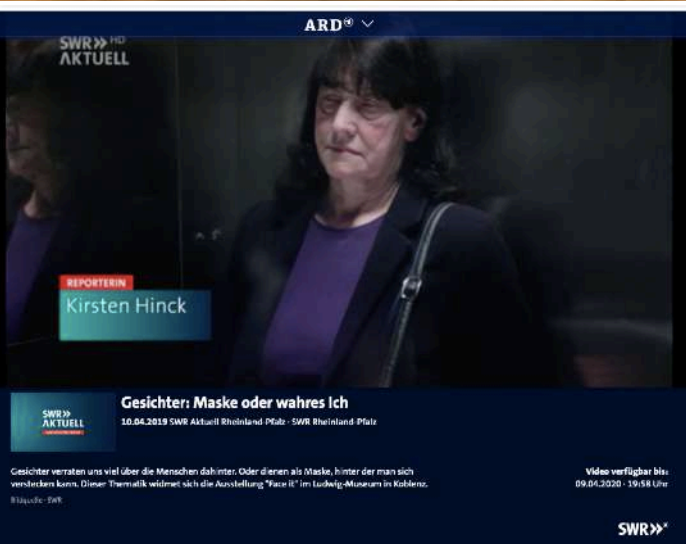 ARD
SWR» HD
AKTUELL
REPORTERIN
Kirsten Hinck
SWR»
AKTUELL
Gesichter: Maske oder wahres Ich
10.04.2019 SWR Aktuell Rheinland-Pfalz · SWR Rheinland-Pfalz
Gesichter verraten uns viel über die Menschen dahinter. Oder dienen als Maske, hinter der man sich
verstecken kann. Dieser Thematik widmet sich die Ausstellung "Face it" im Ludwig-Museum in Koblenz.
Bildquelle: SWR
Video verfügbar bis:
09.04.2020 · 19:58 Uhr
SWR»